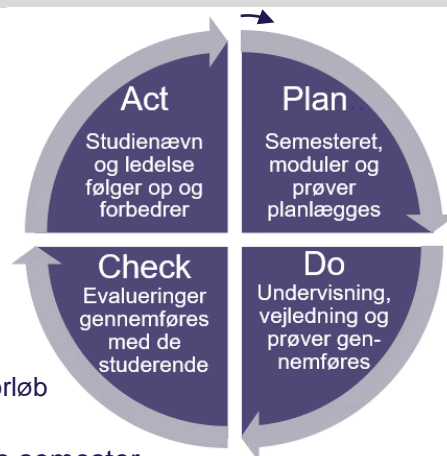 Act
Studienævn
og ledelse
følger op og
forbedrer
Plan...
Semesteret,
moduler og
prøver
planlægges
Check
Evalueringer
gennemføres
med de
studerende
Do
Undervisning,
vejledning og
prøver gen-
nemføres
semester